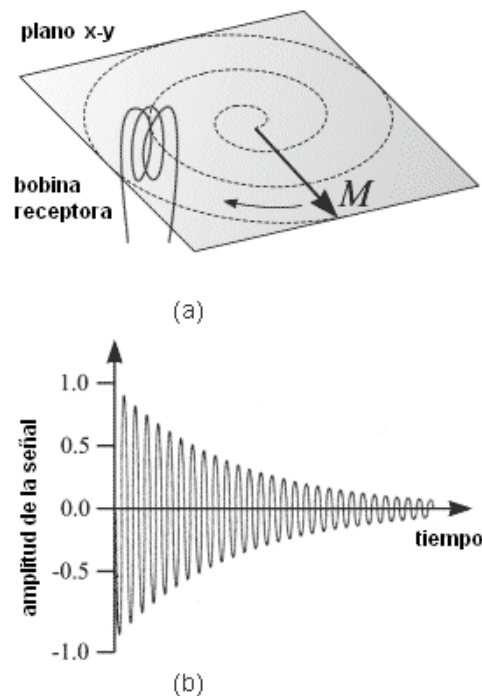 plano x-y
bobina
receptora
M
(a)
amplitud de la señal
1.0
0.5
0.0
-0.5
-1.0
tiempo
(b)